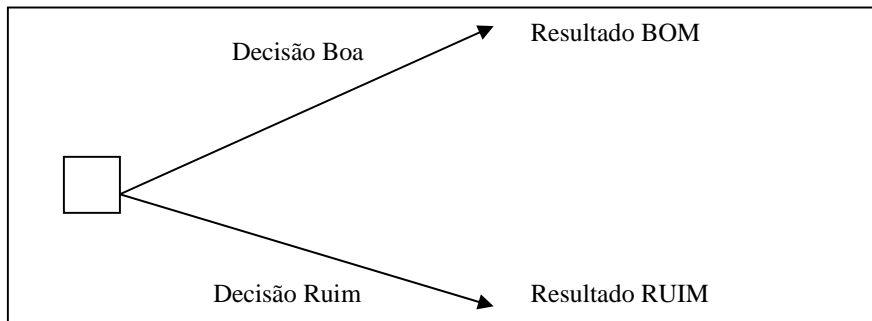 Resultado BOM
Decisão Boa
Decisão Ruim
Resultado RUIM